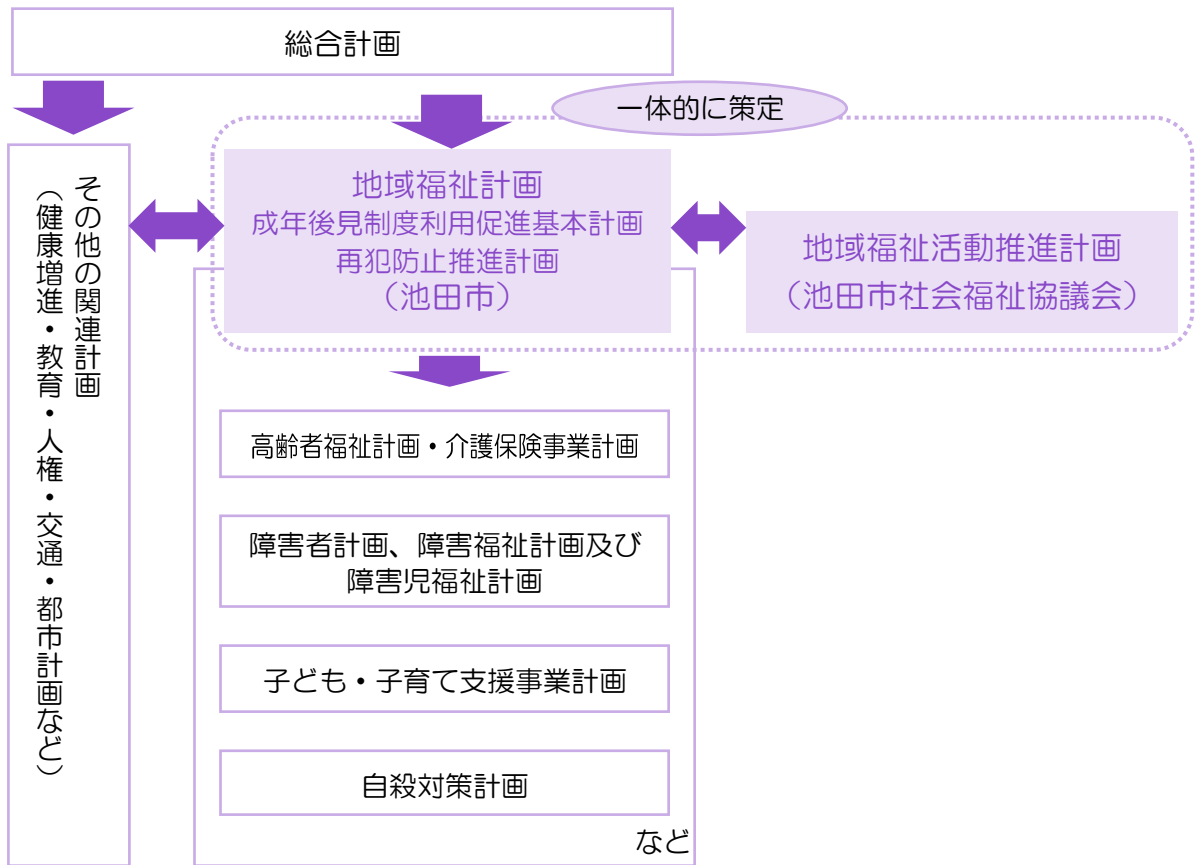 総合計画
一体的に策定
その他の関連計画
（健康増進・教育・人権・交通・都市計画など）
地域福祉計画
成年後見制度利用促進基本計画
再犯防止推進計画
（池田市）
地域福祉活動推進計画
（池田市社会福祉協議会）
高齢者福祉計画・介護保険事業計画
障害者計画、障害福祉計画及び
障害児福祉計画
子ども・子育て支援事業計画
自殺対策計画
など